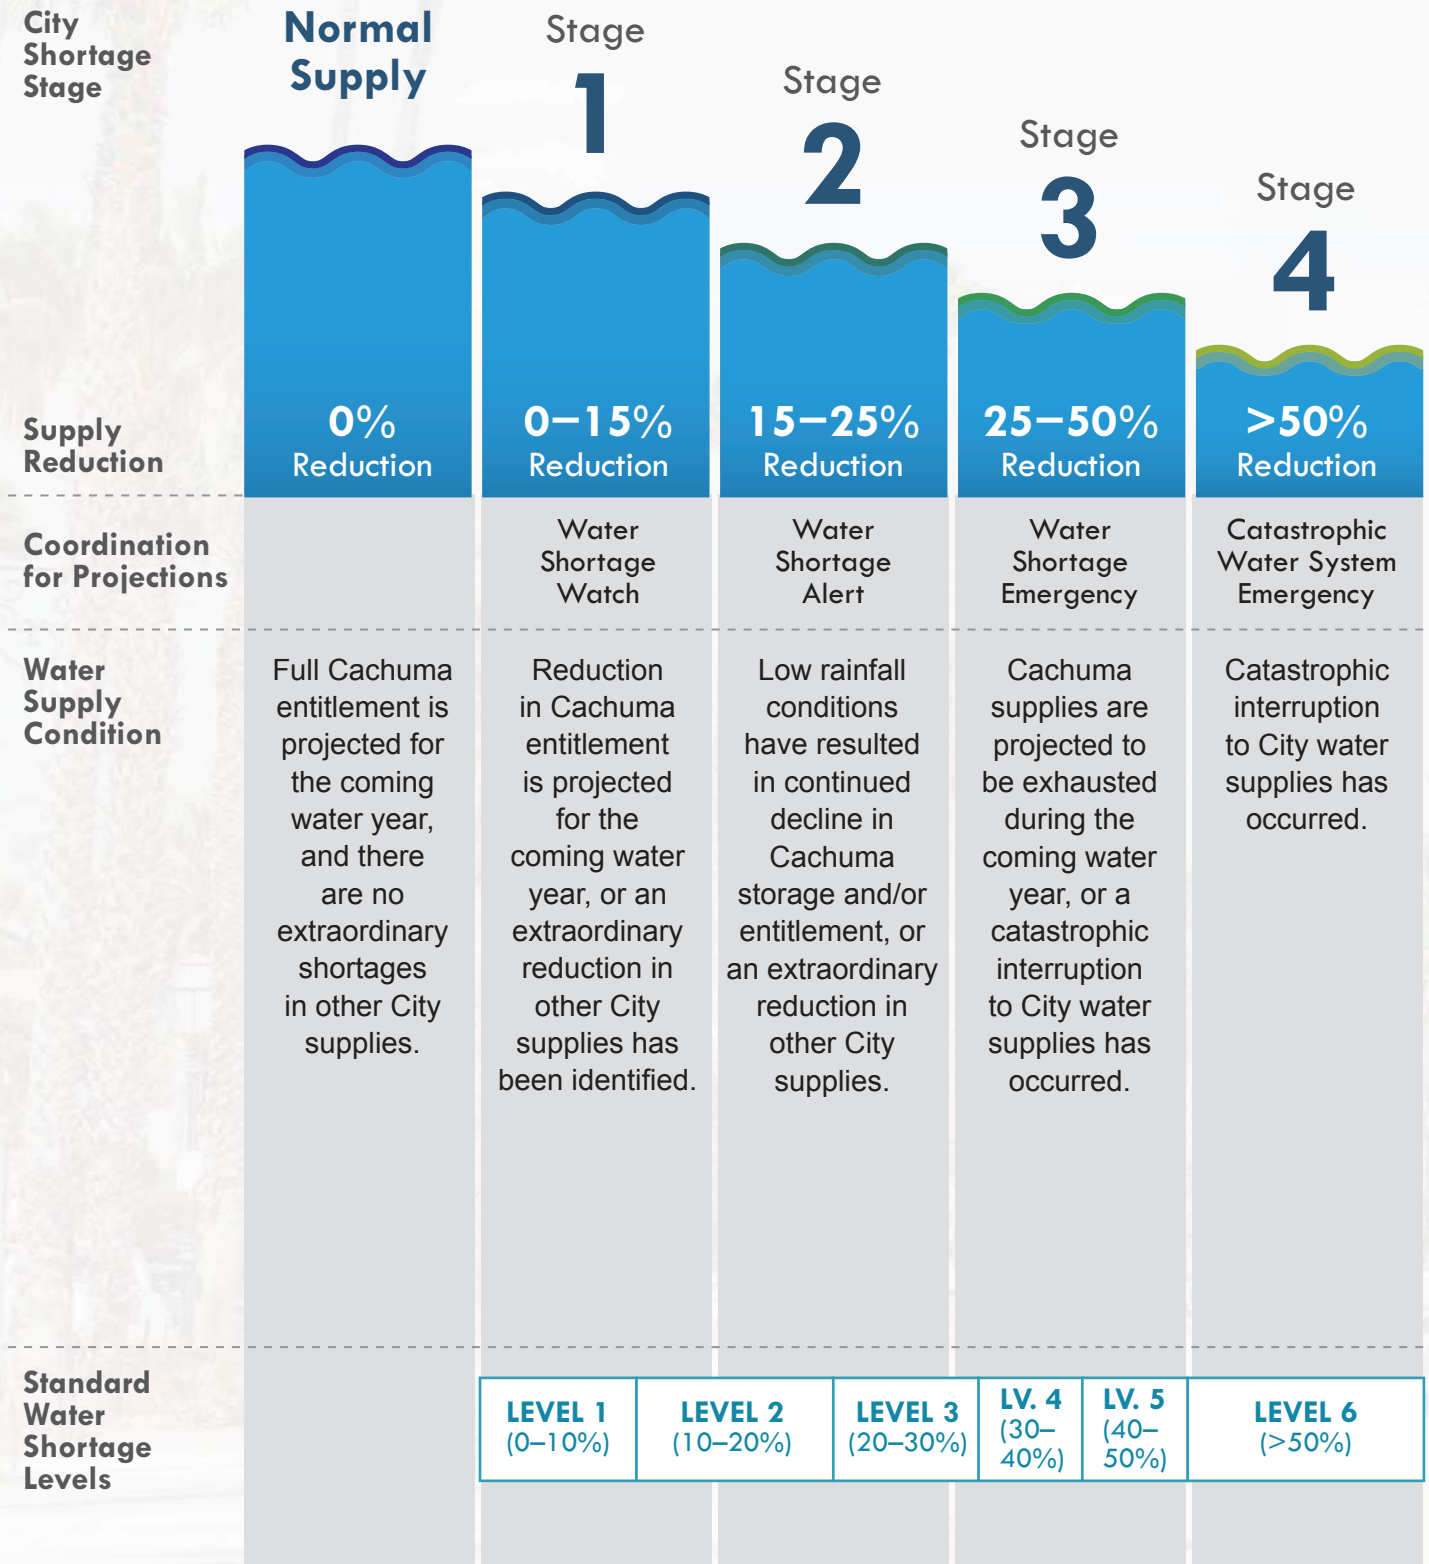 City
Shortage
Stage
Normal
Supply
Stage
1
Stage
2
Stage
3
Stage
4
Supply
Reduction
0%
Reduction
0–15%
Reduction
15–25%
Reduction
25–50%
Reduction
>50%
Reduction
Coordination
for Projections
Water
Shortage
Watch
Water
Shortage
Alert
Water
Shortage
Emergency
Catastrophic
Water System
Emergency
Water
Supply
Condition
Full Cachuma
entitlement is
projected for
the coming
water year,
and there
are no
extraordinary
shortages
in other City
supplies.
Reduction
in Cachuma
entitlement
is projected
for the
coming water
year, or an
extraordinary
reduction in
other City
supplies has
been identified.
Low rainfall
conditions
have resulted
in continued
decline in
Cachuma
storage and/or
entitlement, or
an extraordinary
reduction in
other City
supplies.
Cachuma
supplies are
projected to
be exhausted
during the
coming water
year, or a
catastrophic
interruption
to City water
supplies has
occurred.
Catastrophic
interruption
to City water
supplies has
occurred.
Standard
Water
Shortage
Levels
LEVEL 1
(0–10%)
LEVEL 2
(10–20%)
LEVEL 3
(20–30%)
LV. 4
(30–
40%)
LV. 5
(40–
50%)
LEVEL 6
(>50%)